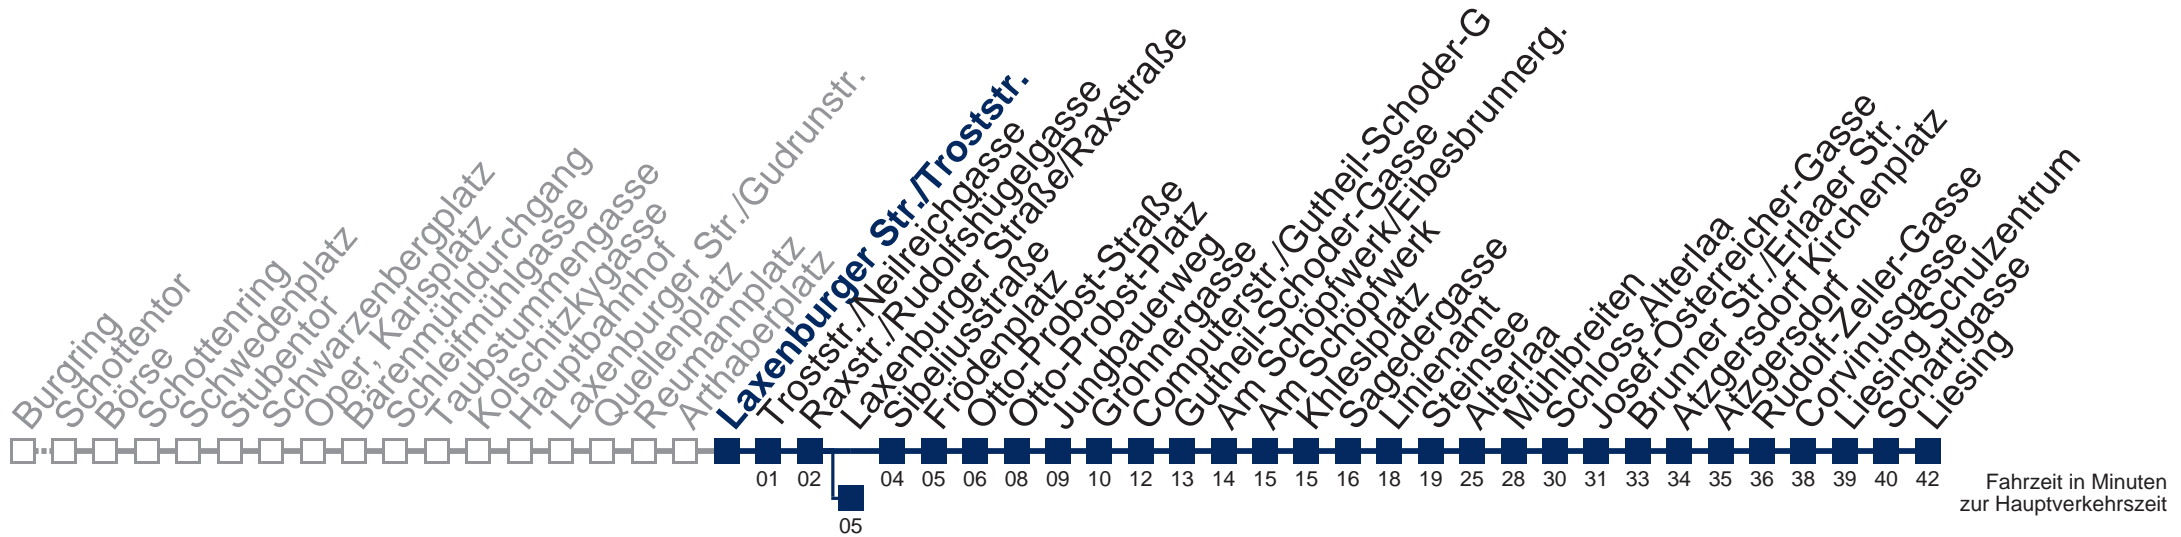 Burgring
Schottentor
Börse
Schottenring
Schwedenplatz
Stubentor
Schwarzenbergplatz
Oper, Karlsplatz
Bärenmühldurchgang
Schleifmühlgasse
Taubstummengasse
Kolschitzkygasse
Hauptbahnhof
Laxenburger Str./Gudrunstr.
Quellenplatz
Reumannplatz
Arthaberplatz
Laxenburger Str./Troststr.
Troststr./Neilreichgasse
Raxstr./Rudolfshügelgasse
Laxenburger Straße/Raxstraße
Sibeliusstraße
Frödenplatz
Otto-Probst-Straße
Otto-Probst-Platz
Jungbauerweg
Grohnergasse
Computerstr./Gutheil-Schoder-G
Gutheil-Schoder-Gasse
Am Schöpfwerk/Eibesbrunnerg.
Am Schöpfwerk
Khleslplatz
Sagedergasse
Linienamt
Steinsee
Alterlaa
Mühlbreiten
Schloss Alterlaa
Josef-Österreicher-Gasse
Brunner Str./Erlaaer Str.
Atzgersdorf Kirchenplatz
Atzgersdorf
Rudolf-Zeller-Gasse
Corvinusgasse
Liesing Schulzentrum
Schartlgasse
Liesing
01 02 04 05 06 08 09 10 12 13 14 15 15 16 18 19 25 28 30 31 33 34 35 36 38 39 40 42
05
Fahrzeit in Minuten
zur Hauptverkehrszeit